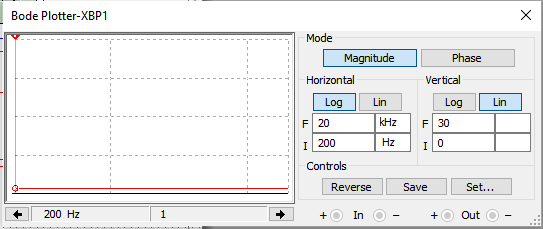 Bode Plotter-XBP1
Mode
Magnitude Phase
Horizontal Vertical
Log Lin Log Lin
F 20 kHz F 30
I 200 Hz I 0
Controls
Reverse Save Set...
200 Hz 1
+ In − + Out −